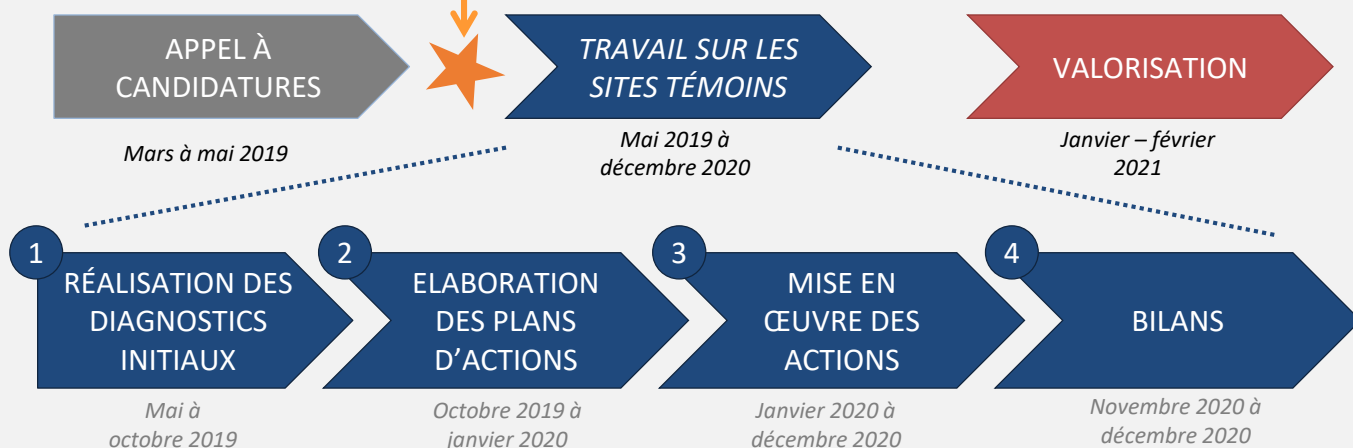 APPEL À
CANDIDATURES
TRAVAIL SUR LES
SITES TÉMOINS
VALORISATION
Mars à mai 2019
Mai 2019 à
décembre 2020
Janvier – février
2021
1
RÉALISATION DES
DIAGNOSTICS
INITIAUX
2
ELABORATION
DES PLANS
D’ACTIONS
3
MISE EN
ŒUVRE DES
ACTIONS
4
BILANS
Mai à
octobre 2019
Octobre 2019 à
janvier 2020
Janvier 2020 à
décembre 2020
Novembre 2020 à
décembre 2020